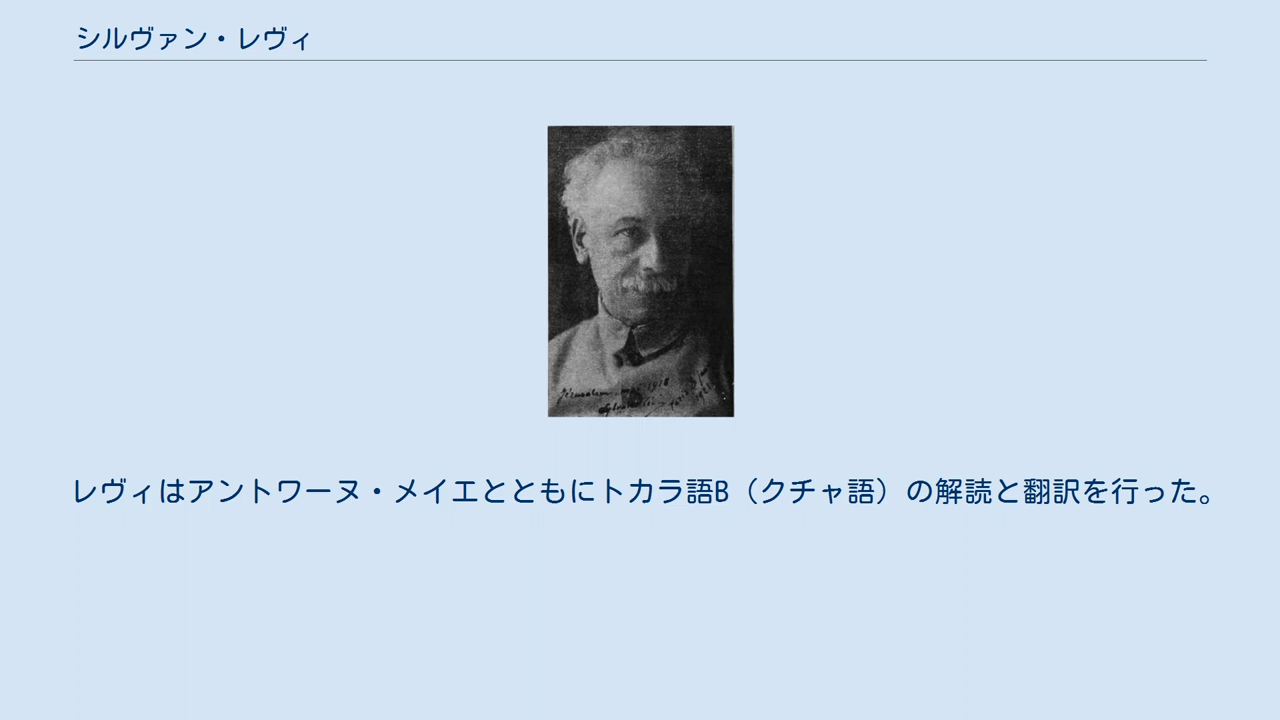 シルヴァン・レヴィ
Jérusalem
1918
レヴィはアントワーヌ・メイエとともにトカラ語B（クチャ語）の解読と翻訳を行った。